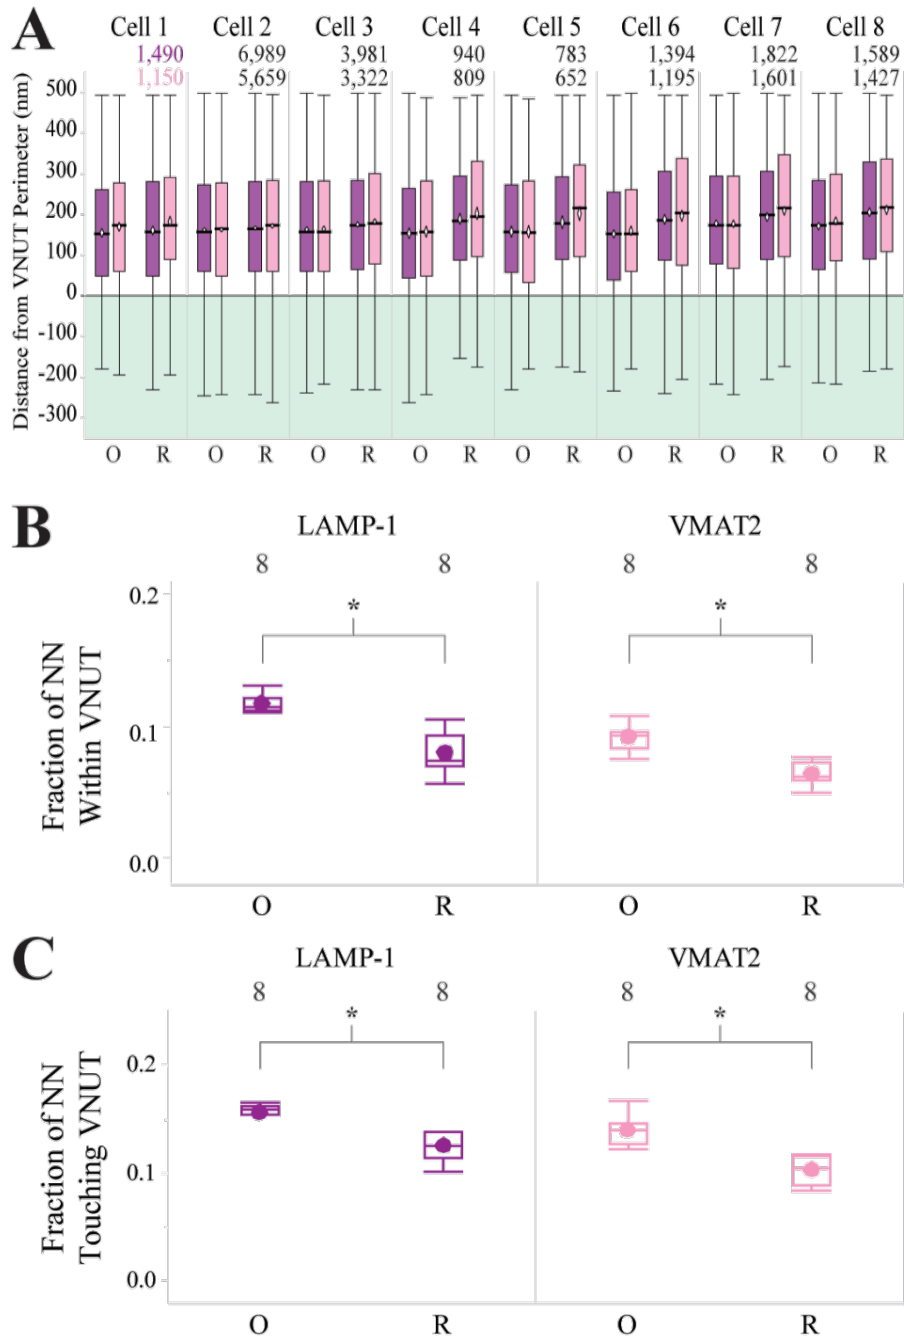 A
Cell 1 Cell 2 Cell 3 Cell 4 Cell 5 Cell 6 Cell 7 Cell 8
1,490 6,989 3,981 940 783 1,394 1,822 1,589
1,150 5,659 3,322 809 652 1,195 1,601 1,427
Distance from VNUT Perimeter (nm)
500
400
300
200
100
0
-100
-200
-300
O R O R O R O R O R O R O R O R
B
LAMP-1 VMAT2
8 8 8 8
* *
Fraction of NN
Within VNUT
0.2
0.1
0.0
O R O R
C
LAMP-1 VMAT2
8 8 8 8
* *
Fraction of NN
Touching VNUT
0.2
0.1
0.0
O R O R